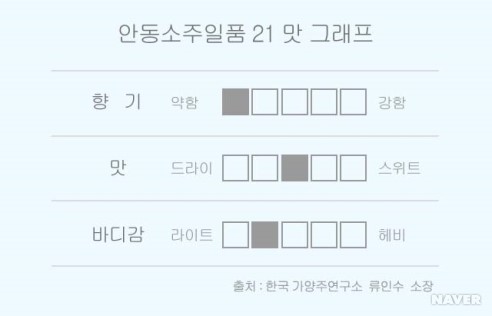 안동소주일품 21 맛 그래프
향 기 약함 강함
맛 드라이 스위트
바디감 라이트 헤비
출처 : 한국 가양주연구소 류인수 소장
NAVER